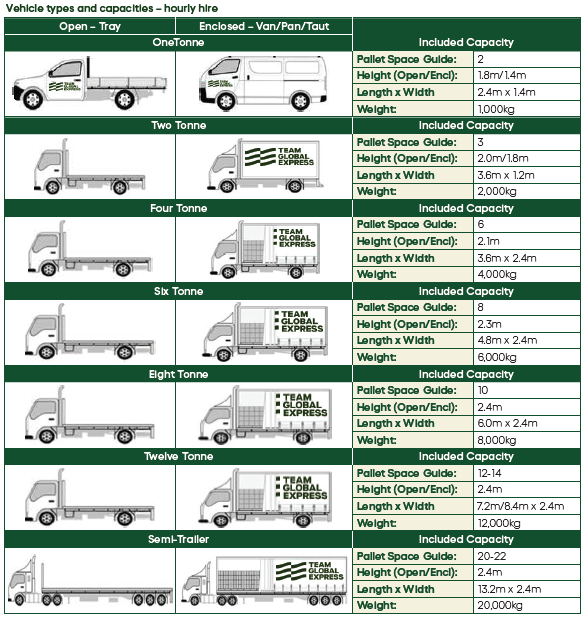 Vehicle types and capacities – hourly hire
Open – Tray Enclosed – Van/Pan/Taut
OneTonne Included Capacity
Pallet Space Guide: 2
Height (Open/Encl): 1.8m/1.4m
Length x Width 2.4m x 1.4m
Weight: 1,000kg
TEAM GLOBAL EXPRESS
TEAM GLOBAL EXPRESS
Two Tonne Included Capacity
Pallet Space Guide: 3
Height (Open/Encl): 2.0m/1.8m
Length x Width 3.6m x 1.2m
Weight: 2,000kg
TEAM
GLOBAL
EXPRESS
Four Tonne Included Capacity
Pallet Space Guide: 6
Height (Open/Encl): 2.1m
Length x Width 3.6m x 2.4m
Weight: 4,000kg
TEAM
GLOBAL
EXPRESS
Six Tonne Included Capacity
Pallet Space Guide: 8
Height (Open/Encl): 2.3m
Length x Width 4.8m x 2.4m
Weight: 6,000kg
TEAM
GLOBAL
EXPRESS
Eight Tonne Included Capacity
Pallet Space Guide: 10
Height (Open/Encl): 2.4m
Length x Width 6.0m x 2.4m
Weight: 8,000kg
TEAM
GLOBAL
EXPRESS
Twelve Tonne Included Capacity
Pallet Space Guide: 12-14
Height (Open/Encl): 2.4m
Length x Width 7.2m/8.4m x 2.4m
Weight: 12,000kg
TEAM
GLOBAL
EXPRESS
Semi-Trailer Included Capacity
Pallet Space Guide: 20-22
Height (Open/Encl): 2.4m
Length x Width 13.2m x 2.4m
Weight: 20,000kg
TEAM
GLOBAL
EXPRESS